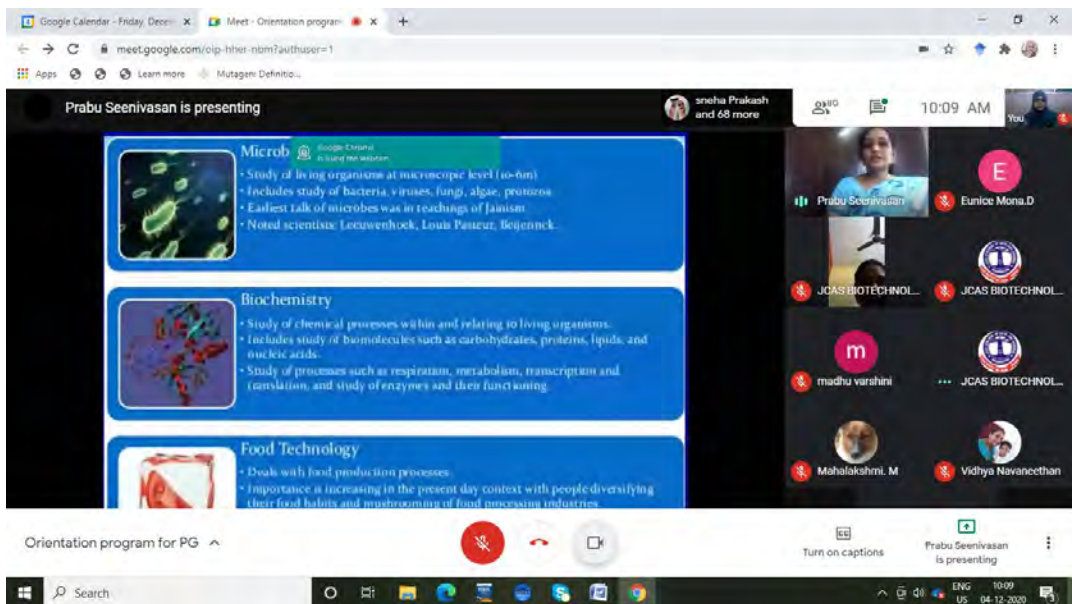 Google Calendar - Friday, Decem
Meet - Orientation program
meet.google.com/oip-hher-nbm?authuser=1
Apps
Learn more
Mutagen Definitio...
Prabu Seenivasan is presenting
sneha Prakash
and 68 more
10:09 AM
You
Microb
Google Chrome
is using the webcam
• Study of living organisms at microscopic level (10-6m)
• Includes study of bacteria, viruses, fungi, algae, protozoa
• Earliest talk of microbes was in teachings of Jainism
• Noted scientists: Leeuwenhoek, Louis Pasteur, Beijerinck.
Biochemistry
• Study of chemical processes within and relating to living organisms.
• Includes study of biomolecules such as carbohydrates, proteins, lipids, and
nucleic acids.
• Study of processes such as respiration, metabolism, transcription and
translation, and study of enzymes and their functioning.
Food Technology
• Deals with food production processes.
• Importance is increasing in the present day context with people diversifying
their food habits and mushrooming of food processing industries.
Prabu Seenivasan
E
Eunice Mona.D
JCAS BIOTECHNOL...
JCAS BIOTECHNOL...
m
madhu varshini
JCAS BIOTECHNOL...
Mahalakshmi. M
Vidhya Navaneethan
Orientation program for PG
Turn on captions
Prabu Seenivasan
is presenting
Search
ENG
US
10:09
04-12-2020